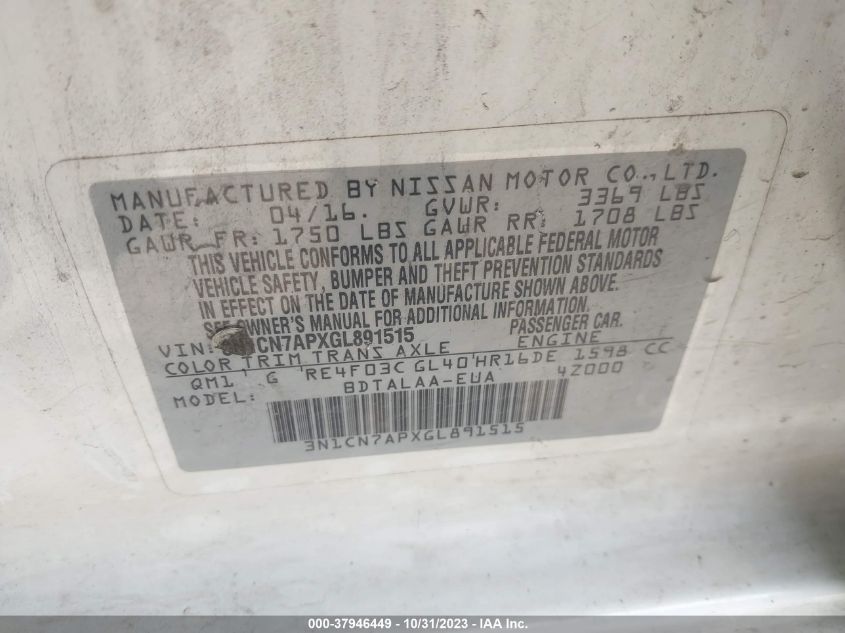 MANUFACTURED BY NISSAN MOTOR CO., LTD.
DATE: 04/16. GVWR: 3369 LBS
GAWR FR: 1750 LBS GAWR RR: 1708 LBS
THIS VEHICLE CONFORMS TO ALL APPLICABLE FEDERAL MOTOR
VEHICLE SAFETY, BUMPER AND THEFT PREVENTION STANDARDS
IN EFFECT ON THE DATE OF MANUFACTURE SHOWN ABOVE.
SEE OWNER'S MANUAL FOR ADDITIONAL INFORMATION.
VIN: CN7APXGL891515 PASSENGER CAR.
COLOR TRIM TRANS AXLE ENGINE
QM1 G RE4F03C GL40 HR16DE 1598 CC
MODEL: BDTALAA-EUA 4Z000
3N1CN7APXGL891515
000-37946449 - 10/31/2023 - IAA Inc.